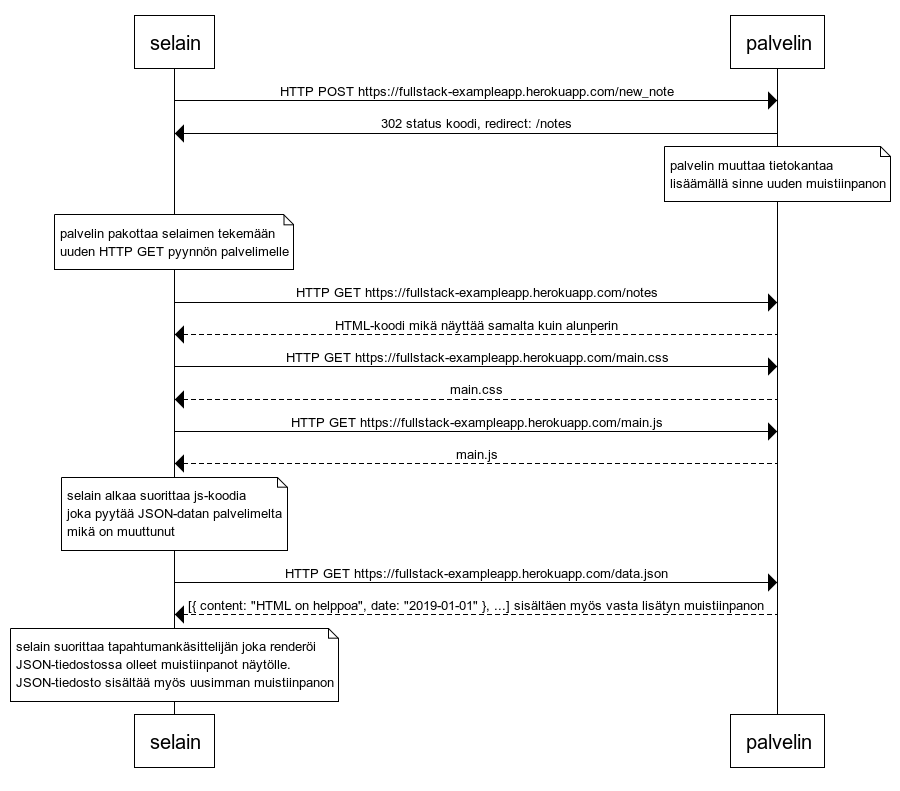 selain
palvelin
HTTP POST https://fullstack-exampleapp.herokuapp.com/new_note
302 status koodi, redirect: /notes
palvelin muuttaa tietokantaa
lisäämällä sinne uuden muistiinpanon
palvelin pakottaa selaimen tekemään
uuden HTTP GET pyynnön palvelimelle
HTTP GET https://fullstack-exampleapp.herokuapp.com/notes
HTML-koodi mikä näyttää samalta kuin alunperin
HTTP GET https://fullstack-exampleapp.herokuapp.com/main.css
main.css
HTTP GET https://fullstack-exampleapp.herokuapp.com/main.js
main.js
selain alkaa suorittaa js-koodia
joka pyytää JSON-datan palvelimelta
mikä on muuttunut
HTTP GET https://fullstack-exampleapp.herokuapp.com/data.json
[{ content: "HTML on helppoa", date: "2019-01-01" }, ...] sisältäen myös vasta lisätyn muistiinpanon
selain suorittaa tapahtumankäsittelijän joka renderöi
JSON-tiedostossa olleet muistiinpanot näytölle.
JSON-tiedosto sisältää myös uusimman muistiinpanon
selain
palvelin